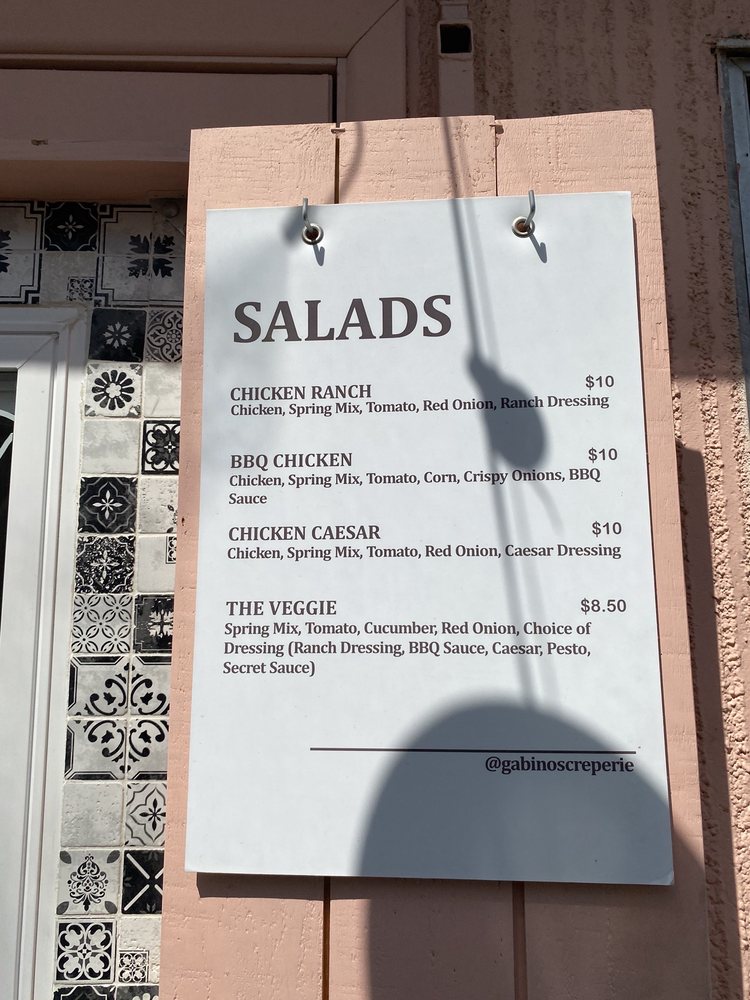 SALADS
CHICKEN RANCH $10
Chicken, Spring Mix, Tomato, Red Onion, Ranch Dressing
BBQ CHICKEN $10
Chicken, Spring Mix, Tomato, Corn, Crispy Onions, BBQ
Sauce
CHICKEN CAESAR $10
Chicken, Spring Mix, Tomato, Red Onion, Caesar Dressing
THE VEGGIE $8.50
Spring Mix, Tomato, Cucumber, Red Onion, Choice of
Dressing (Ranch Dressing, BBQ Sauce, Caesar, Pesto,
Secret Sauce)
@gabinoscreperie